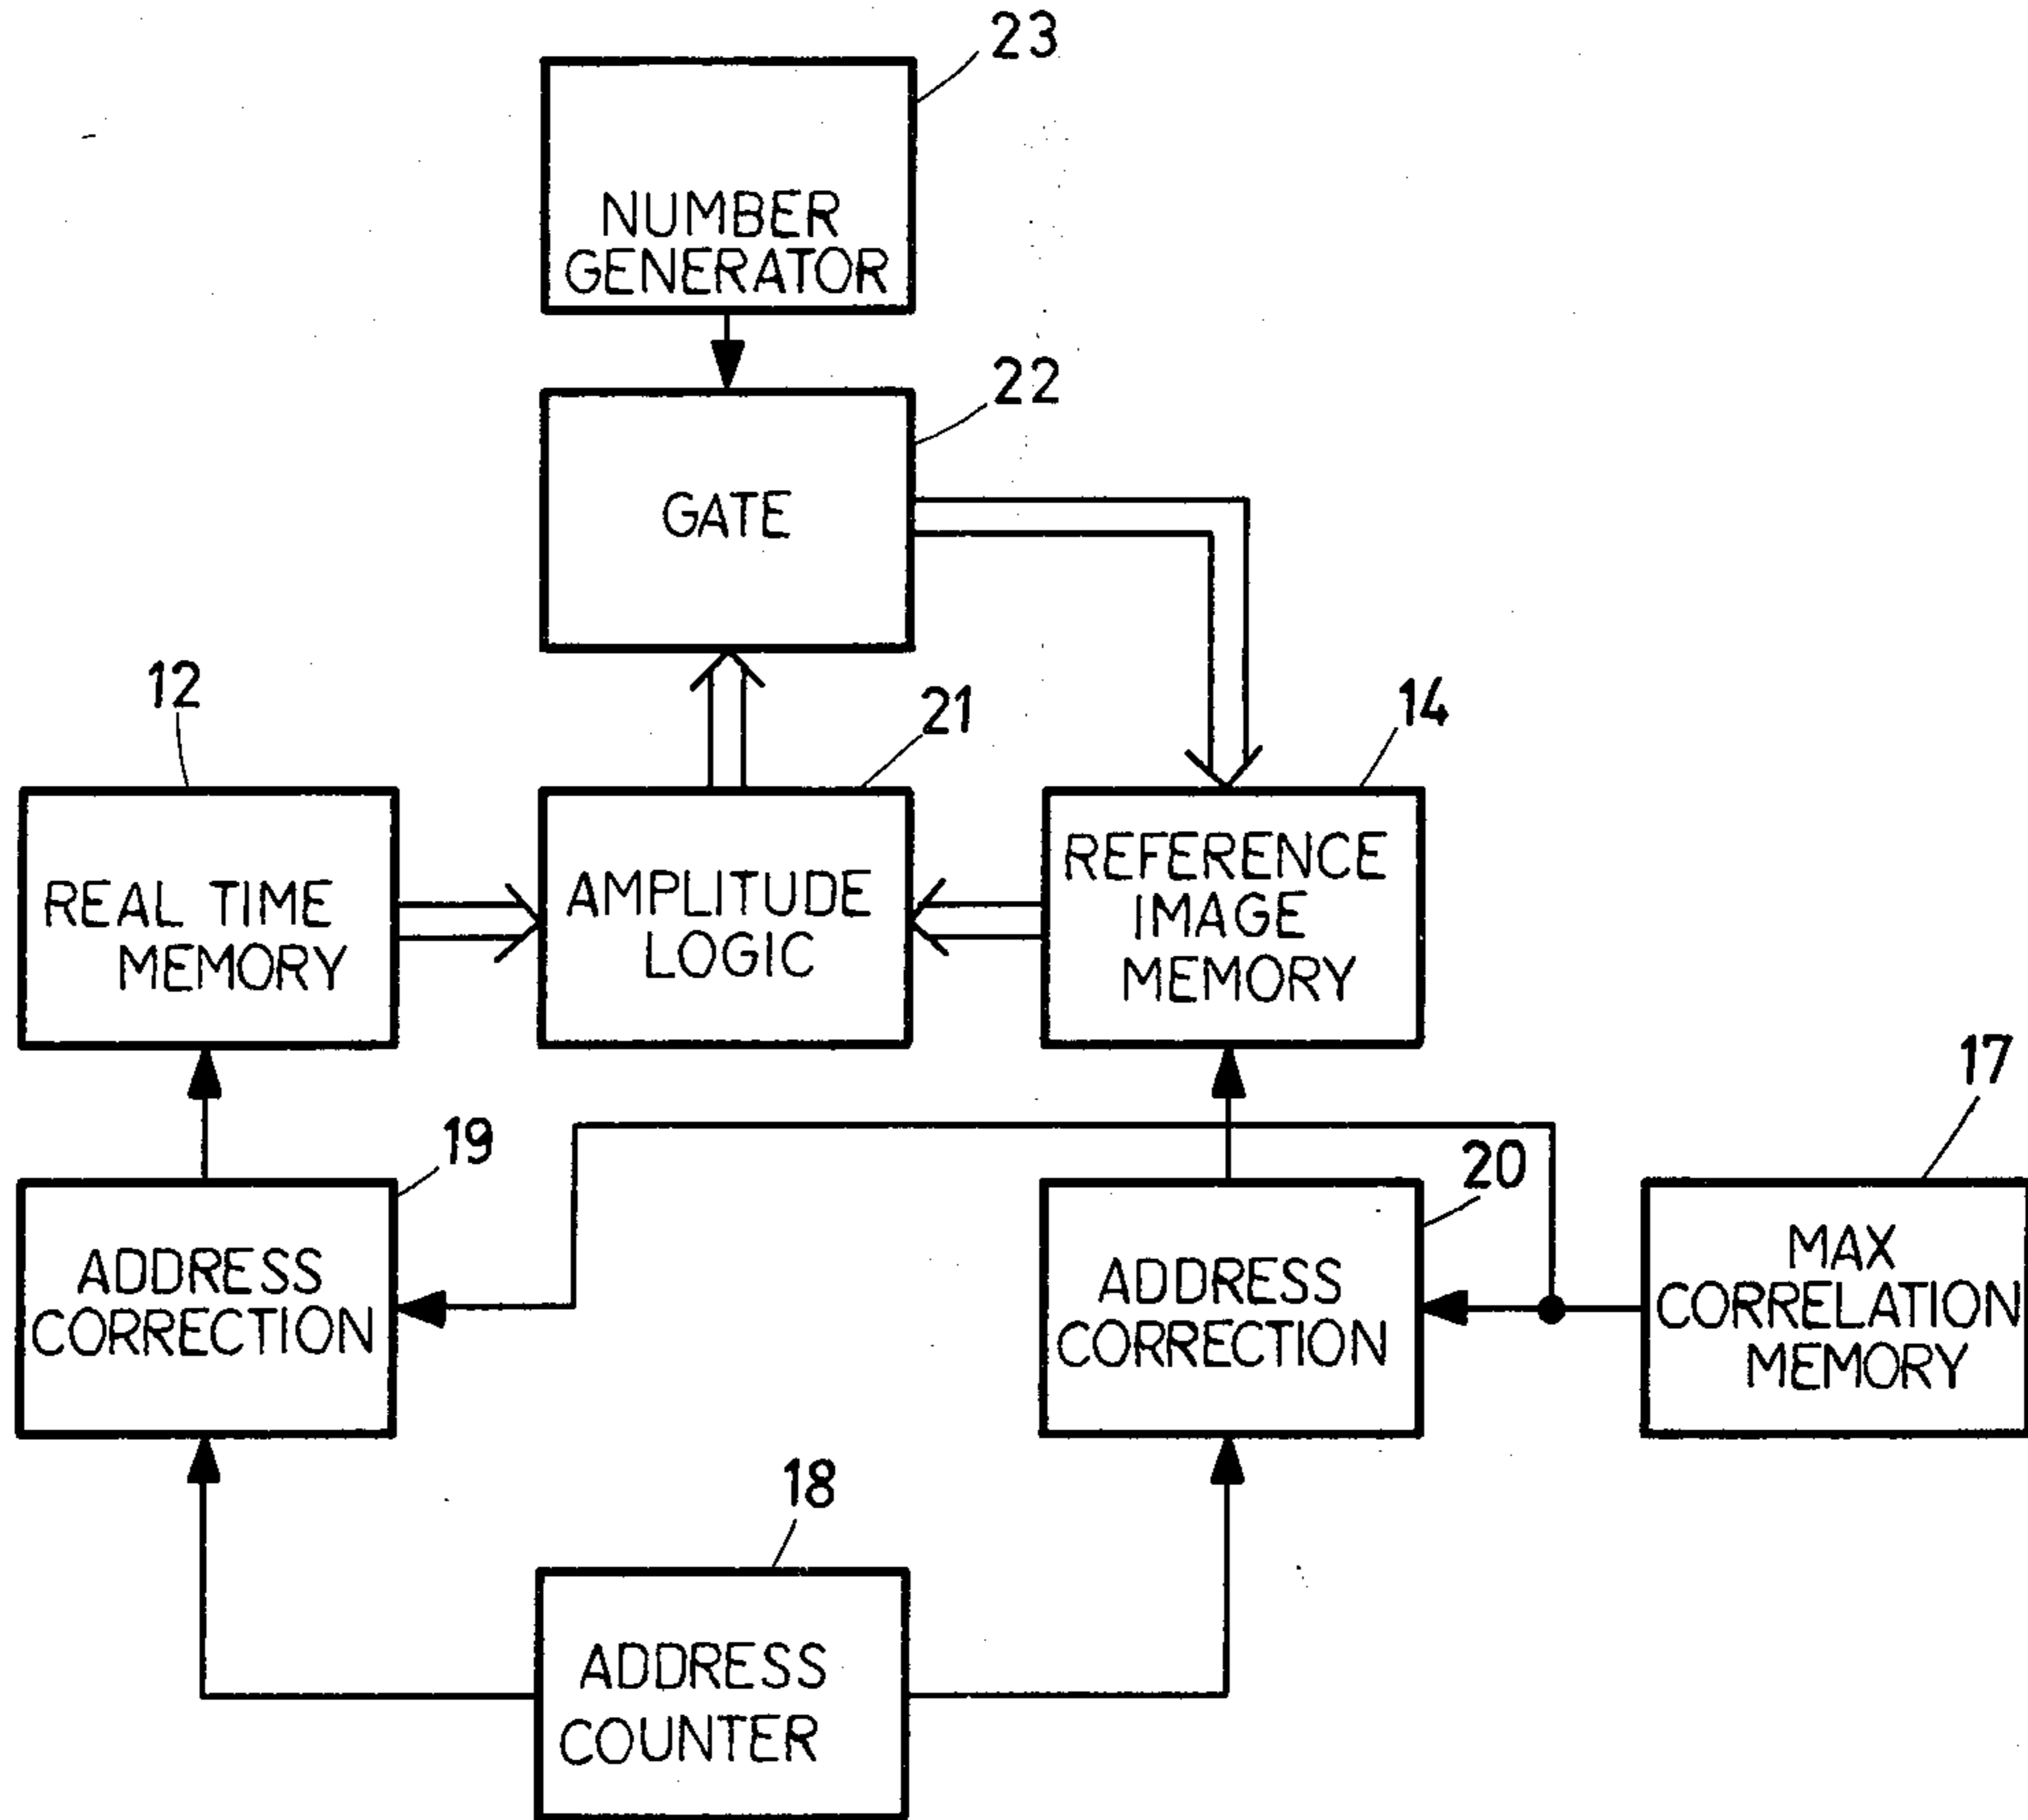 23
NUMBER
GENERATOR
22
GATE
12
21
14
REAL TIME
MEMORY
AMPLITUDE
LOGIC
REFERENCE
IMAGE
MEMORY
17
19
20
ADDRESS
CORRECTION
ADDRESS
CORRECTION
MAX
CORRELATION
MEMORY
18
ADDRESS
COUNTER